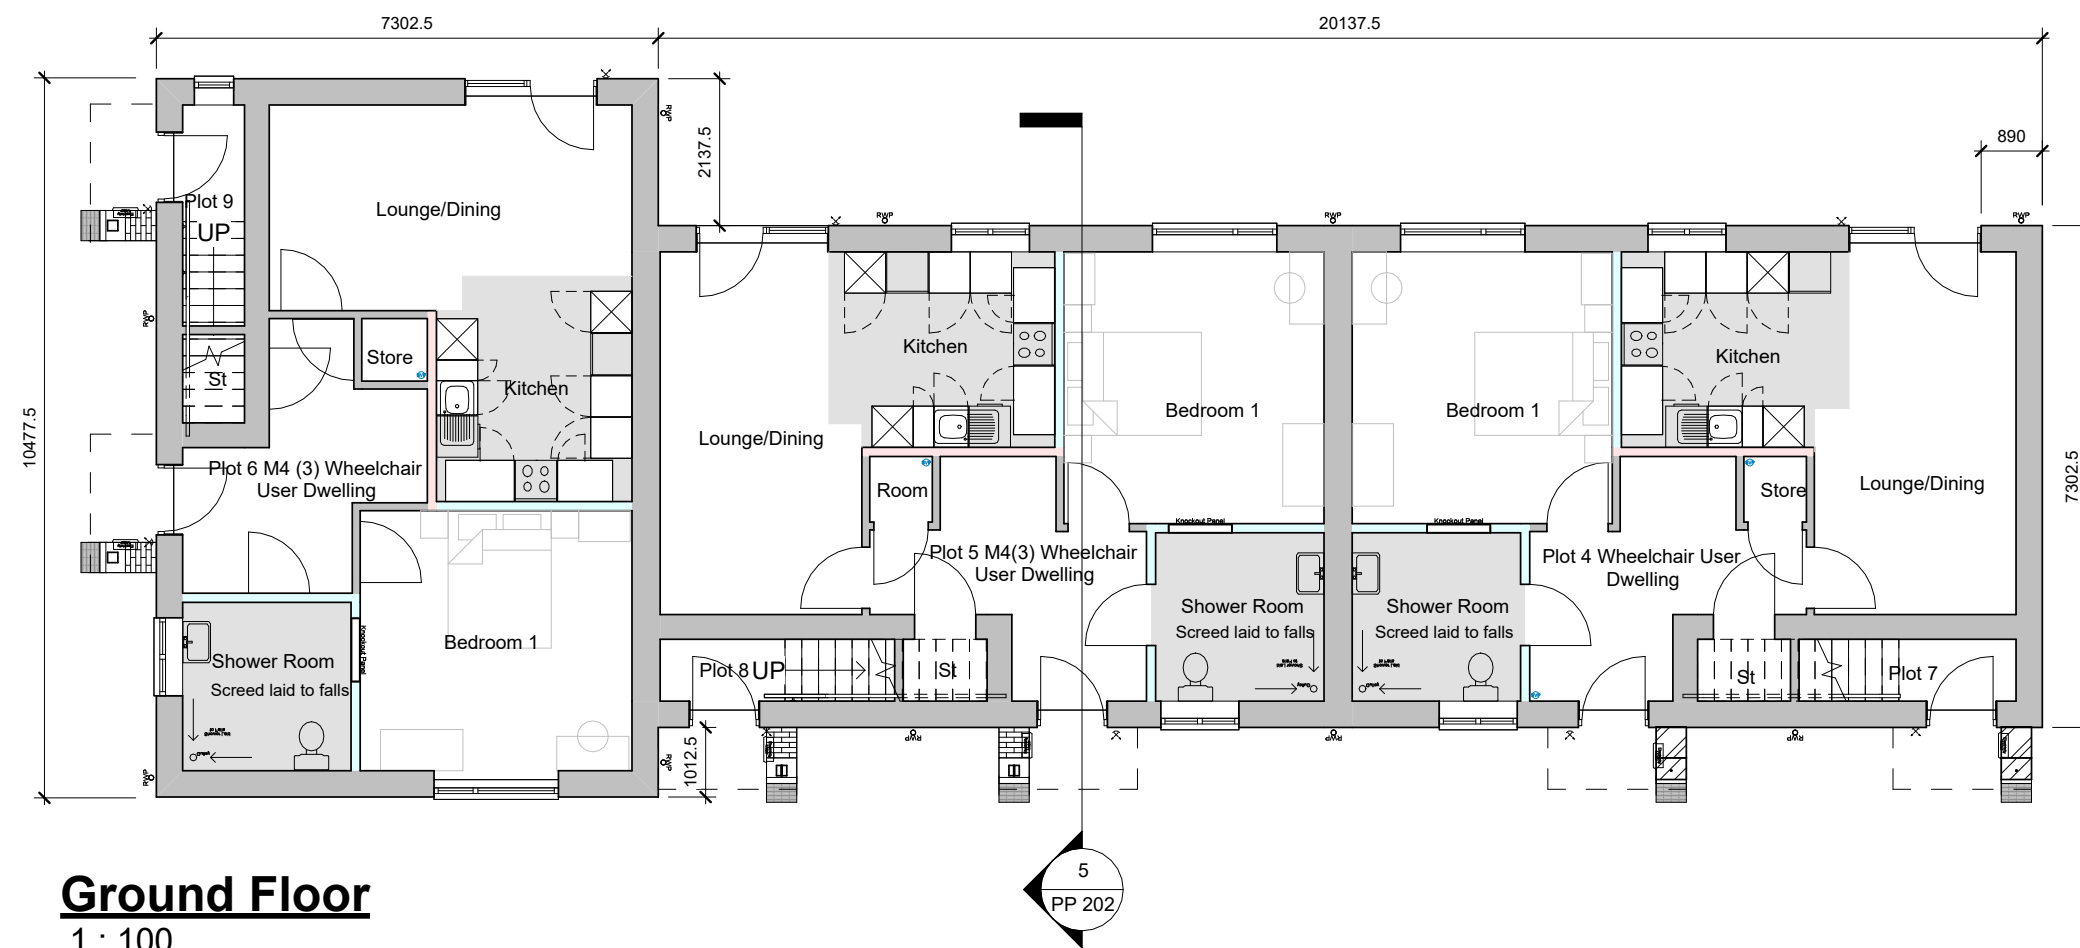 7302.5
20137.5
10477.5
2137.5
890
7302.5
1012.5
RWP
RWP
RWP
RWP
RWP
RWP
RWP
RWP
RWP
RWP
Plot 9
UP
St
Lounge/Dining
Store
Kitchen
Plot 6 M4 (3) Wheelchair
User Dwelling
Bedroom 1
Knockout Panel
Shower Room
Screed laid to falls
Lounge/Dining
Kitchen
Room
Plot 5 M4(3) Wheelchair
User Dwelling
Plot 8
UP
St
Bedroom 1
Knockout Panel
Shower Room
Screed laid to falls
Bedroom 1
Knockout Panel
Shower Room
Screed laid to falls
Kitchen
Store
Lounge/Dining
Plot 4 Wheelchair User
Dwelling
St
Plot 7
5
PP 202
Ground Floor
1 : 100